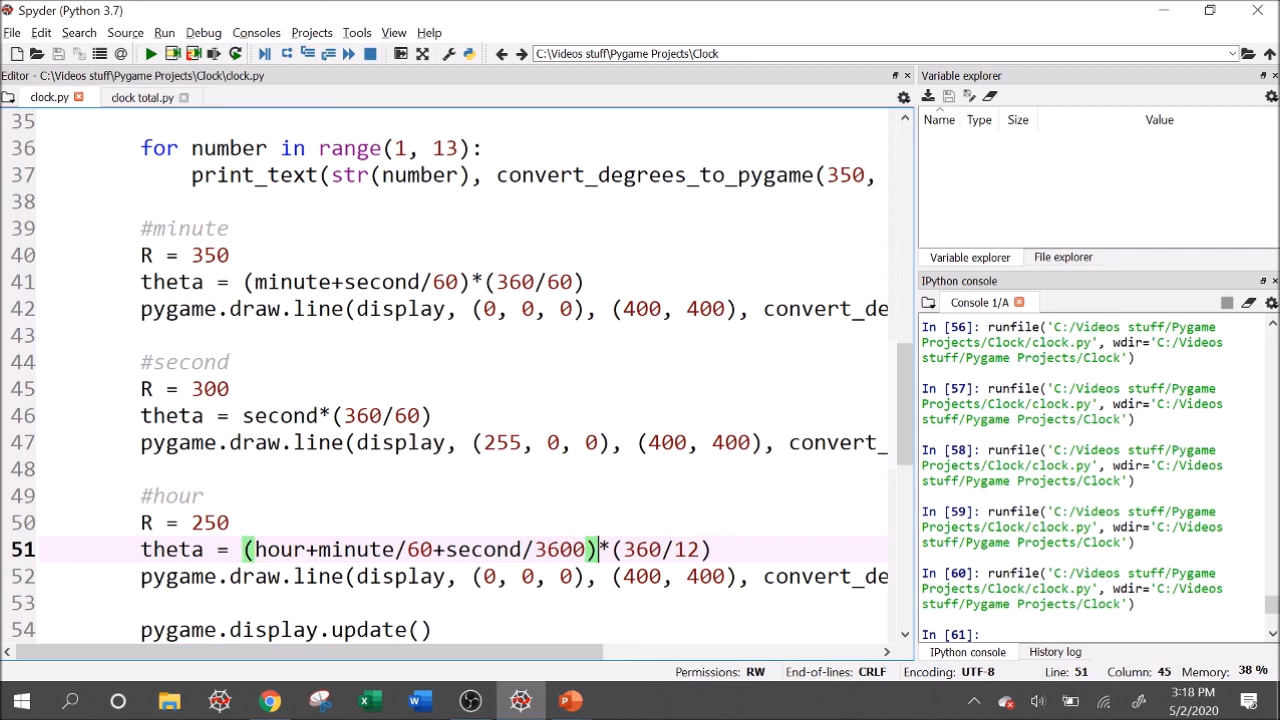 Spyder (Python 3.7)
File Edit Search Source Run Debug Consoles Projects Tools View Help
C:\Videos stuff\Pygame Projects\Clock
Editor - C:\Videos stuff\Pygame Projects\Clock\clock.py
clock.py
clock total.py
35
36 for number in range(1, 13):
37 print_text(str(number), convert_degrees_to_pygame(350,
38
39 #minute
40 R = 350
41 theta = (minute+second/60)*(360/60)
42 pygame.draw.line(display, (0, 0, 0), (400, 400), convert_de
43
44 #second
45 R = 300
46 theta = second*(360/60)
47 pygame.draw.line(display, (255, 0, 0), (400, 400), convert_
48
49 #hour
50 R = 250
51 theta = (hour+minute/60+second/3600)*(360/12)
52 pygame.draw.line(display, (0, 0, 0), (400, 400), convert_de
53
54 pygame.display.update()
Variable explorer
Name Type Size Value
Variable explorer File explorer
IPython console
Console 1/A
In [56]: runfile('C:/Videos stuff/Pygame
Projects/Clock/clock.py', wdir='C:/Videos
stuff/Pygame Projects/Clock')
In [57]: runfile('C:/Videos stuff/Pygame
Projects/Clock/clock.py', wdir='C:/Videos
stuff/Pygame Projects/Clock')
In [58]: runfile('C:/Videos stuff/Pygame
Projects/Clock/clock.py', wdir='C:/Videos
stuff/Pygame Projects/Clock')
In [59]: runfile('C:/Videos stuff/Pygame
Projects/Clock/clock.py', wdir='C:/Videos
stuff/Pygame Projects/Clock')
In [60]: runfile('C:/Videos stuff/Pygame
Projects/Clock/clock.py', wdir='C:/Videos
stuff/Pygame Projects/Clock')
In [61]:
IPython console History log
Permissions: RW End-of-lines: CRLF Encoding: UTF-8 Line: 51 Column: 45 Memory: 38 %
3:18 PM
5/2/2020